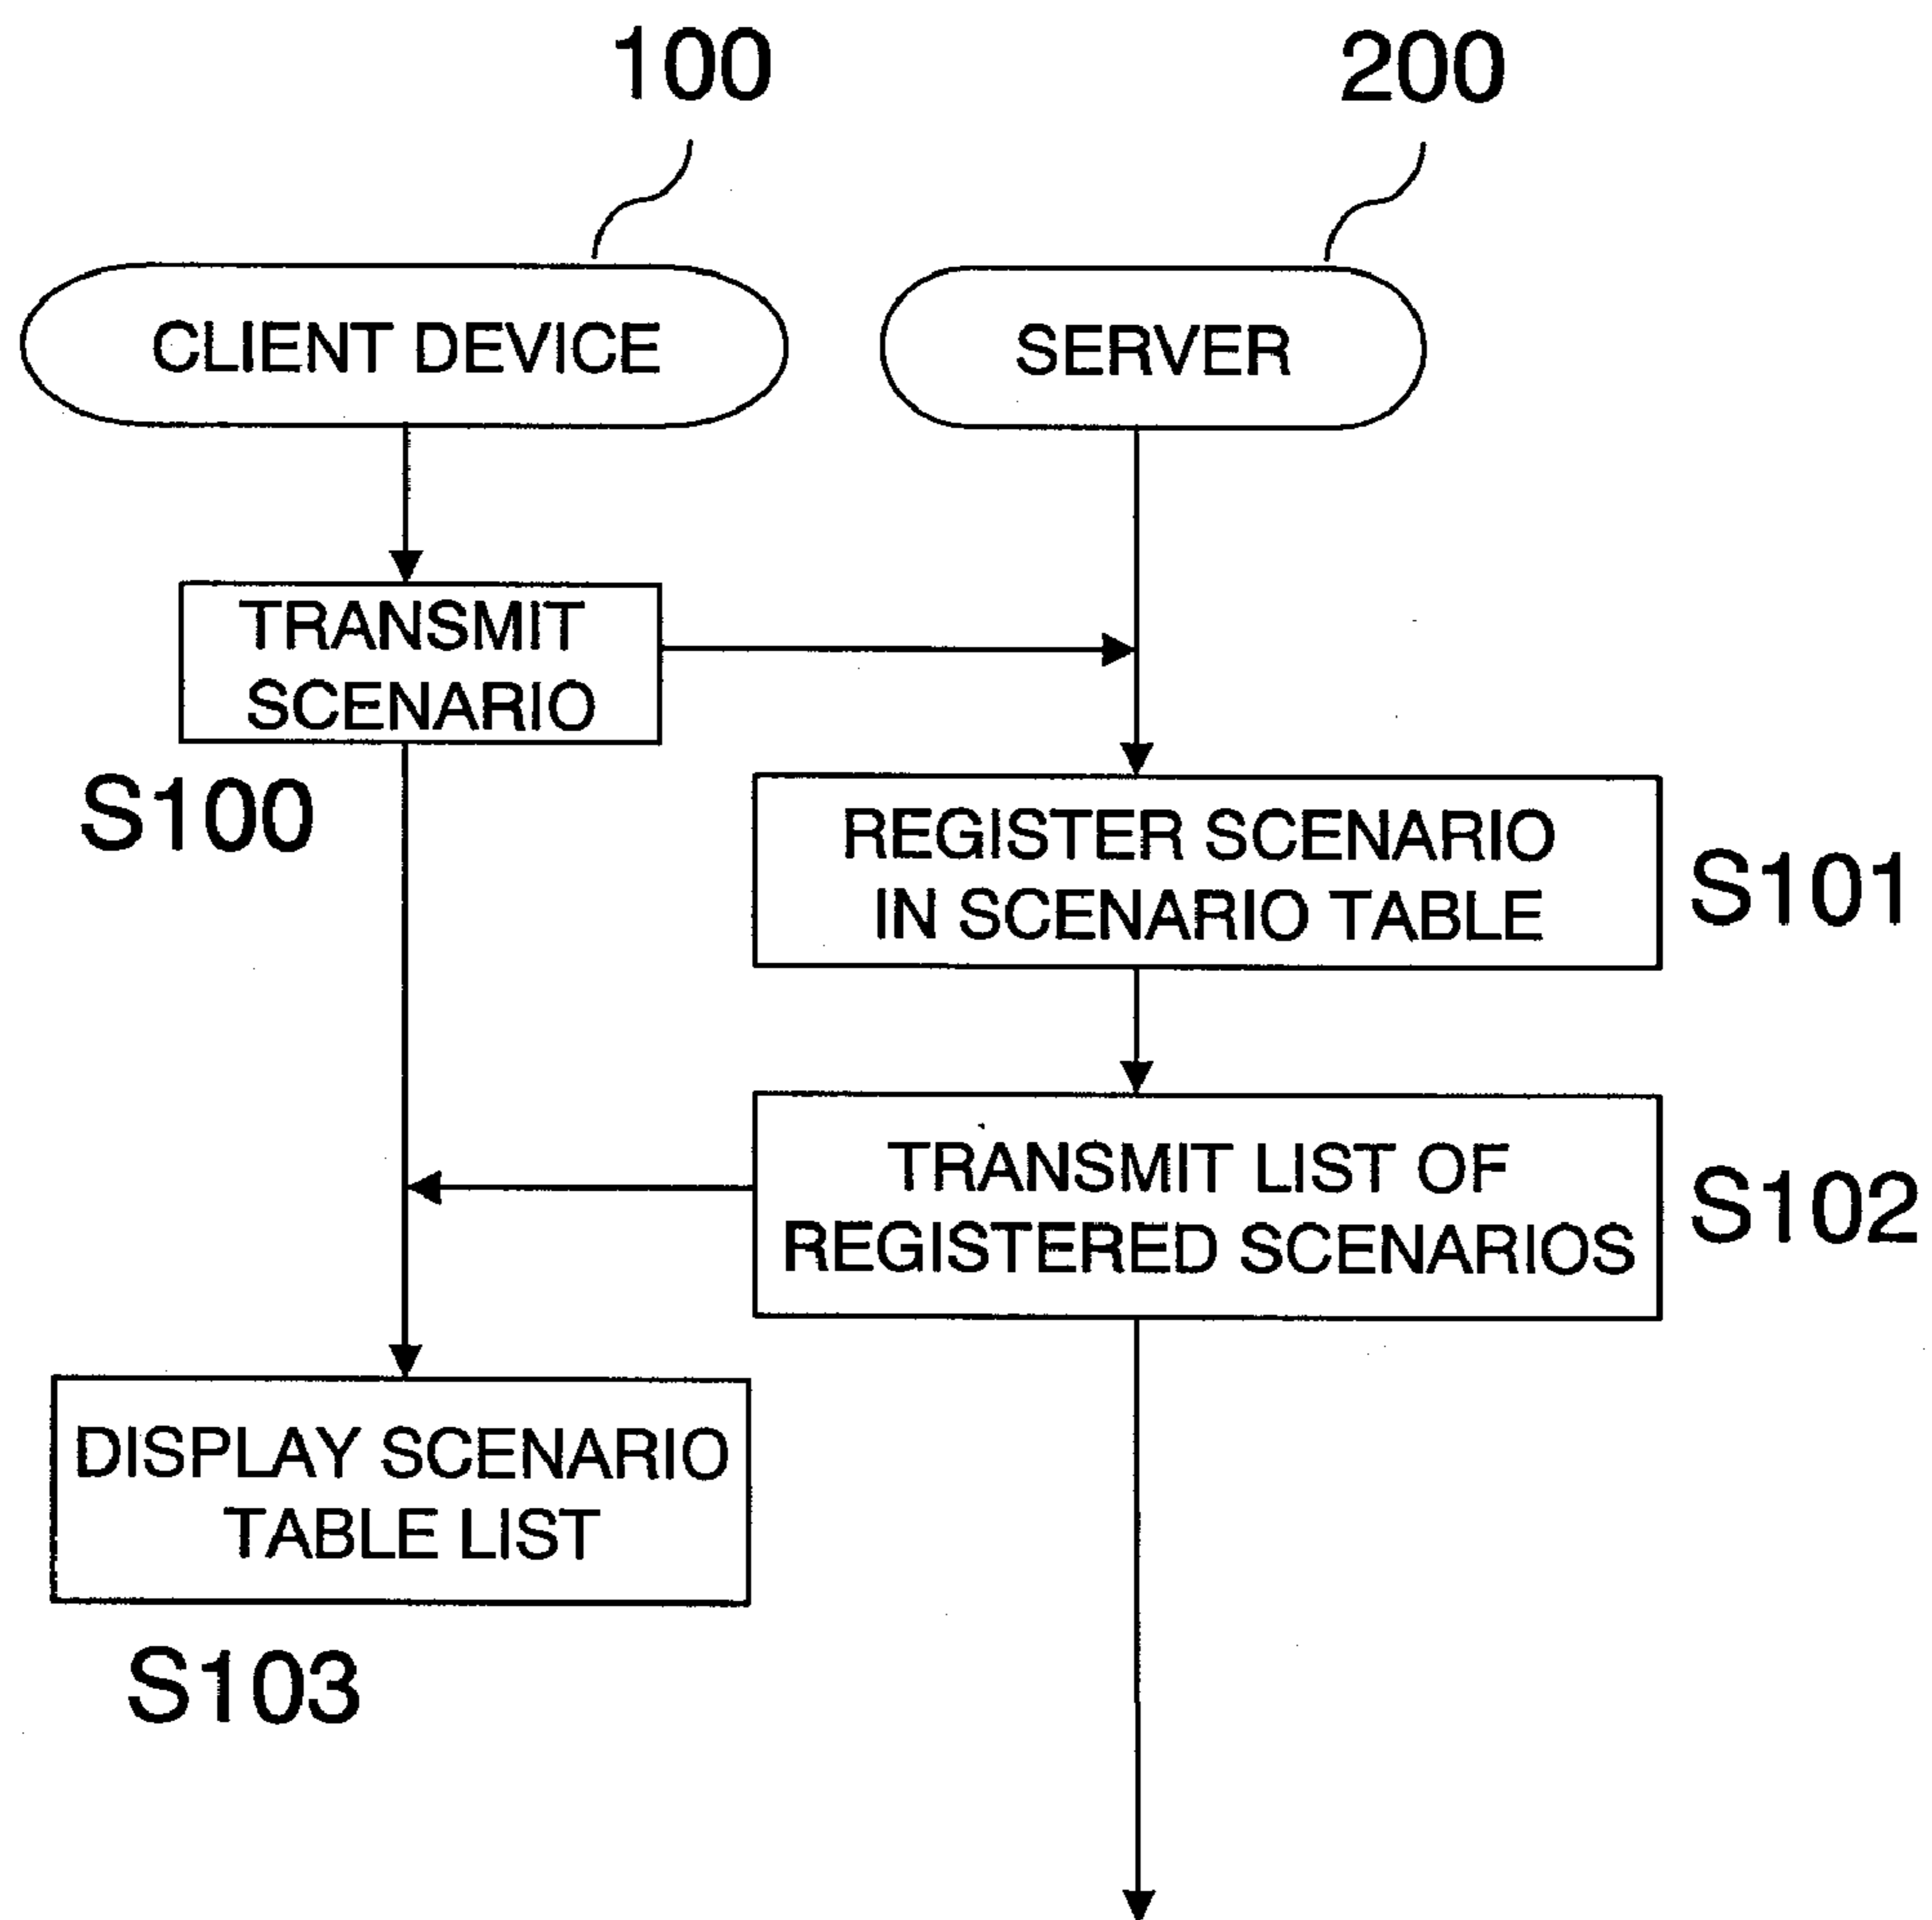 100
200
CLIENT DEVICE
SERVER
TRANSMIT
SCENARIO
S100
REGISTER SCENARIO
IN SCENARIO TABLE
S101
TRANSMIT LIST OF
REGISTERED SCENARIOS
S102
DISPLAY SCENARIO
TABLE LIST
S103